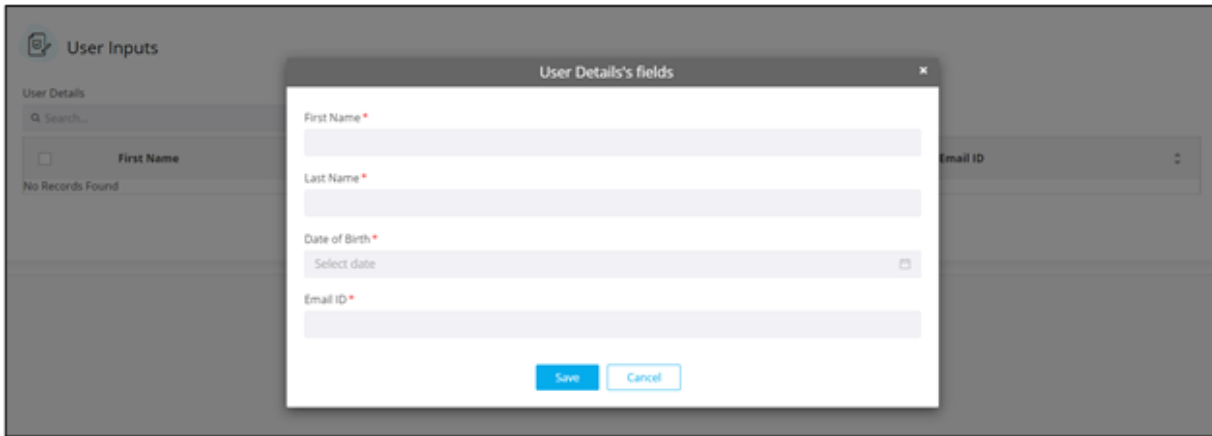 User Inputs
User Details's fields
×
User Details
Search...
First Name
Email ID
No Records Found
First Name *
Last Name *
Date of Birth *
Select date
Email ID *
Save
Cancel